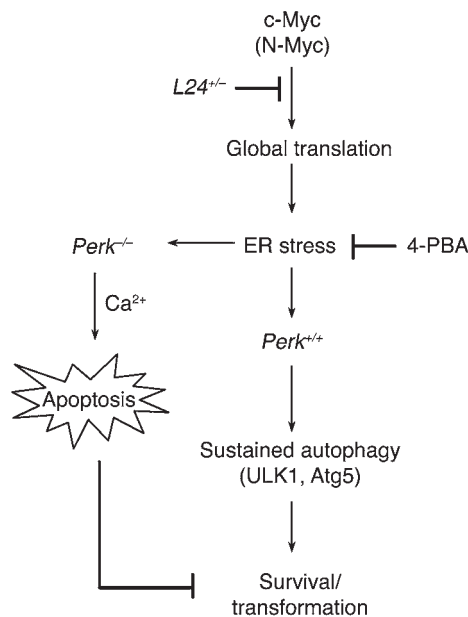 c-Myc
(N-Myc)
L24⁺/⁻
Global translation
Perk⁻/⁻
ER stress
4-PBA
Ca²⁺
Perk⁺/⁺
Apoptosis
Sustained autophagy
(ULK1, Atg5)
Survival/
transformation